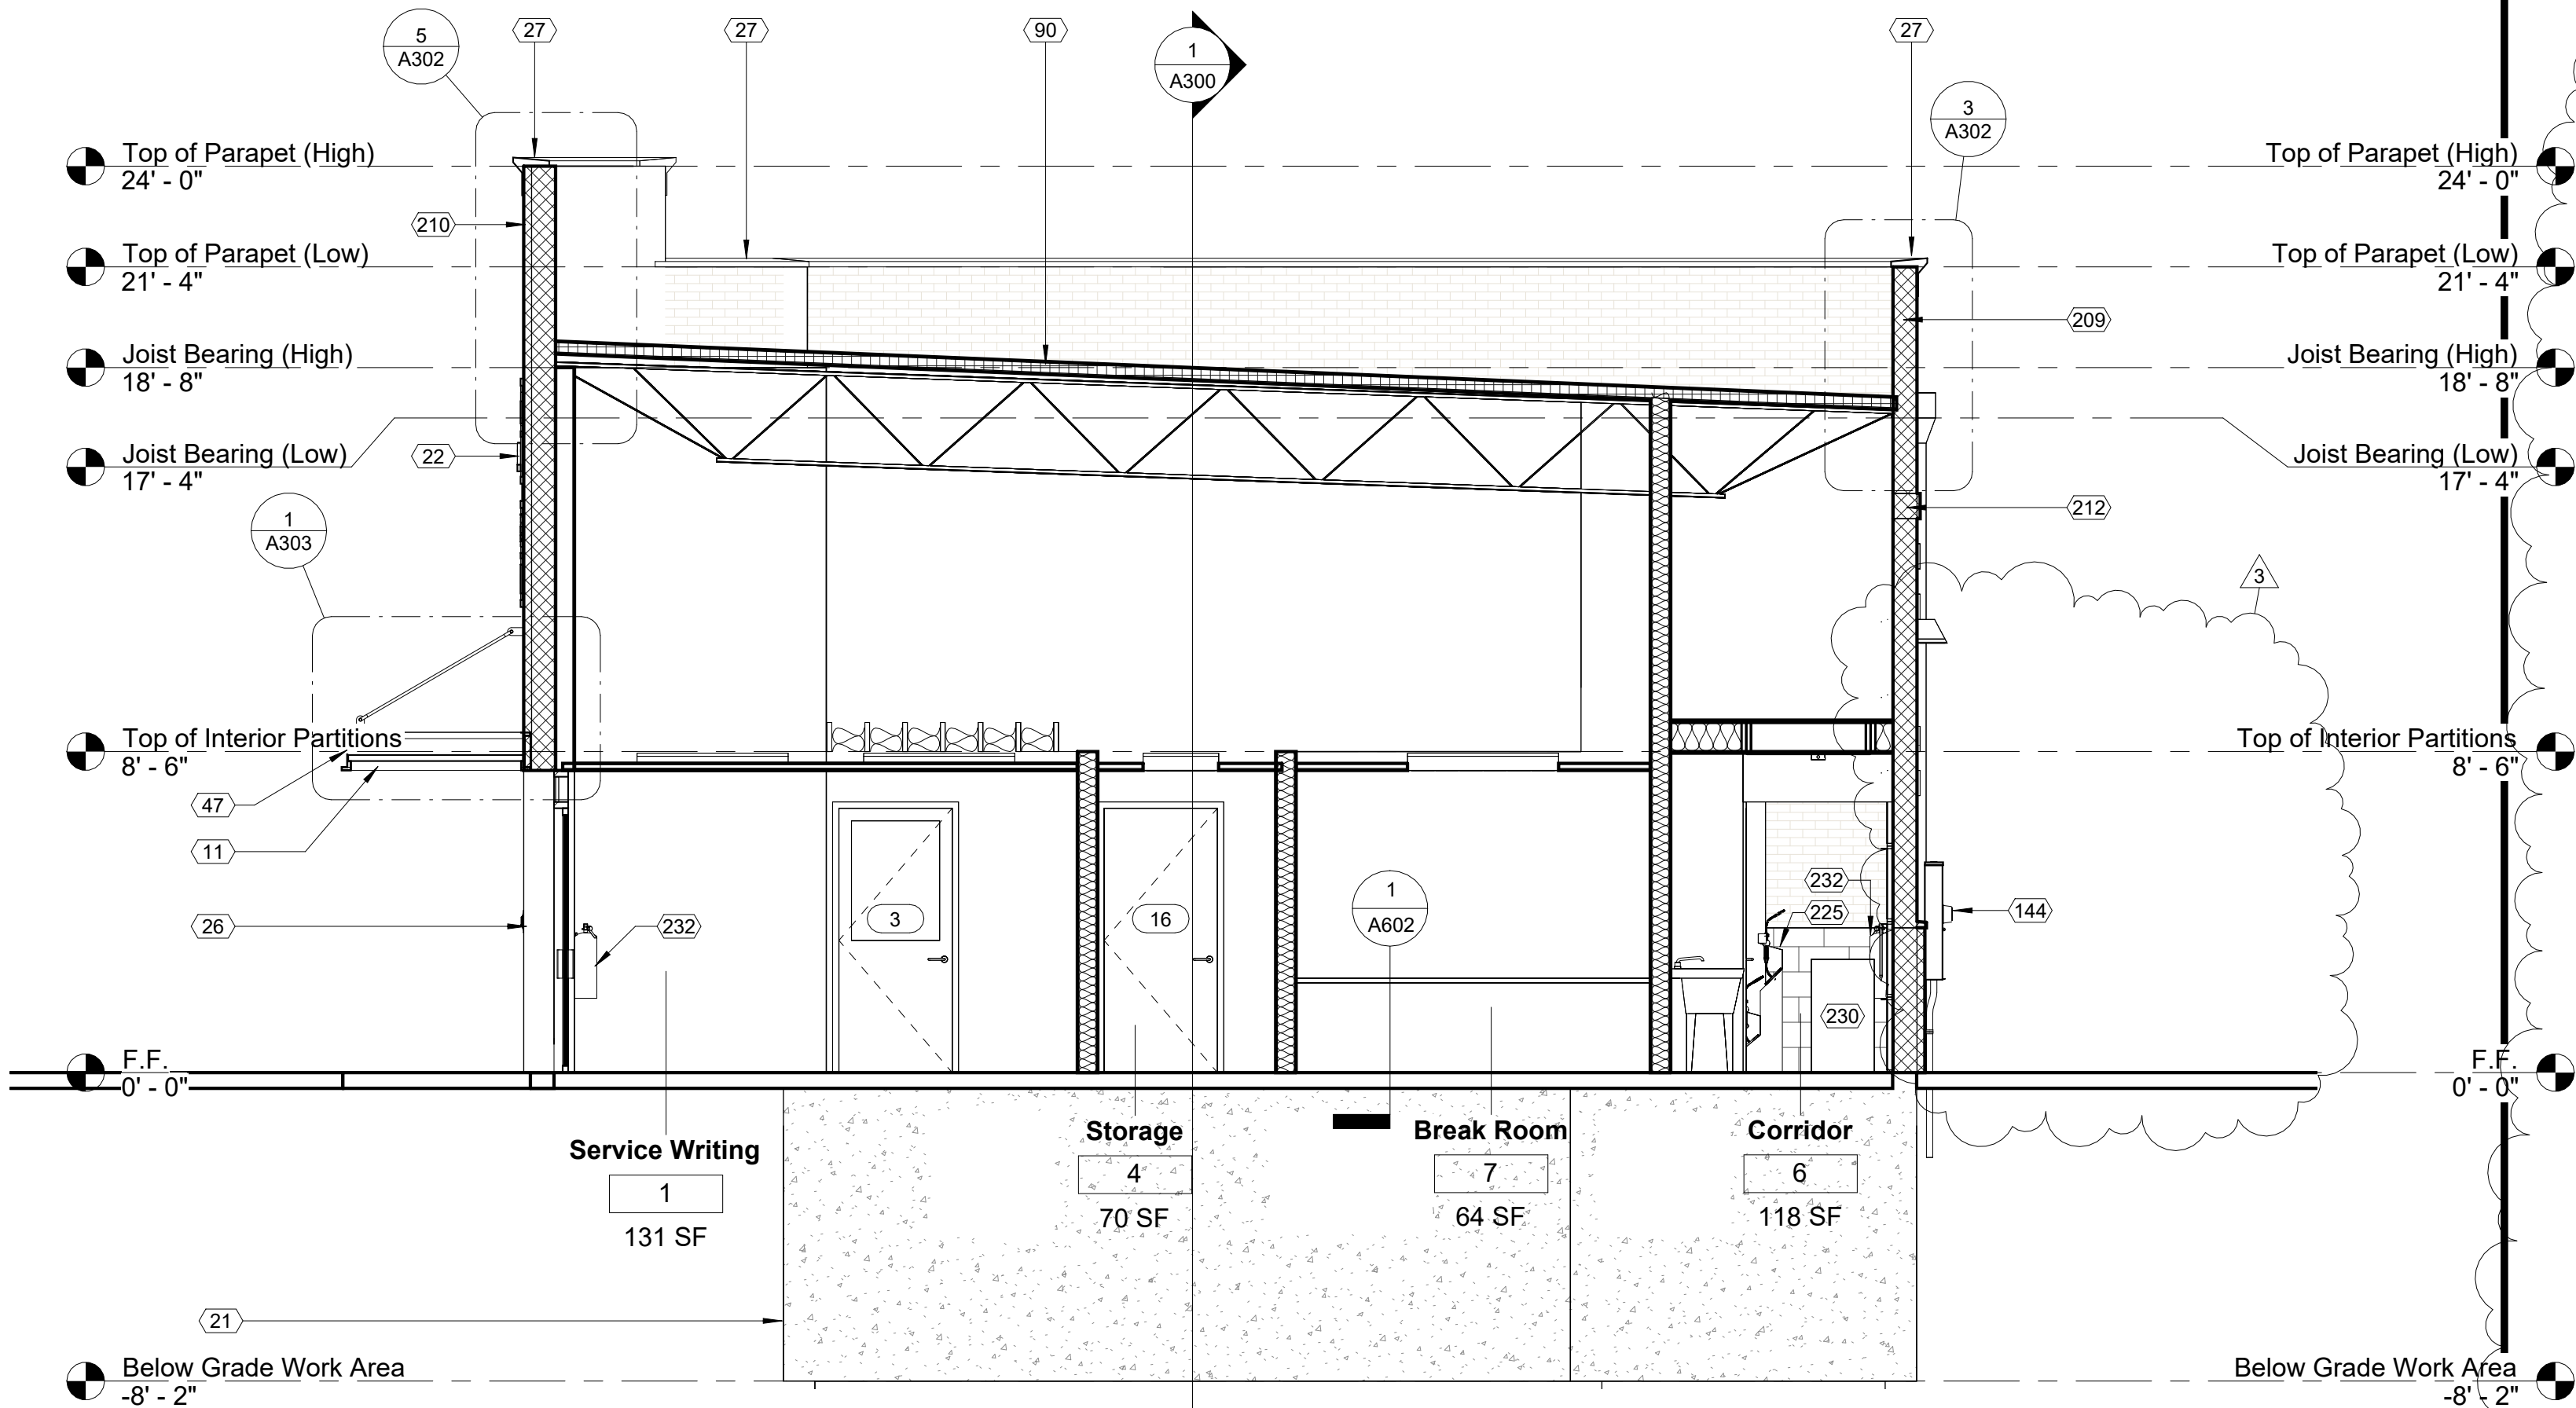 5
A302
27
27
90
1
A300
27
3
A302
Top of Parapet (High)
24' - 0"
Top of Parapet (High)
24' - 0"
210
Top of Parapet (Low)
21' - 4"
Top of Parapet (Low)
21' - 4"
209
Joist Bearing (High)
18' - 8"
Joist Bearing (High)
18' - 8"
22
Joist Bearing (Low)
17' - 4"
Joist Bearing (Low)
17' - 4"
212
1
A303
3
Top of Interior Partitions
8' - 6"
Top of Interior Partitions
8' - 6"
47
11
26
232
3
16
1
A602
232
225
144
230
F.F.
0' - 0"
F.F.
0' - 0"
Service Writing
1
131 SF
Storage
4
70 SF
Break Room
7
64 SF
Corridor
6
118 SF
21
Below Grade Work Area
-8' - 2"
Below Grade Work Area
-8' - 2"